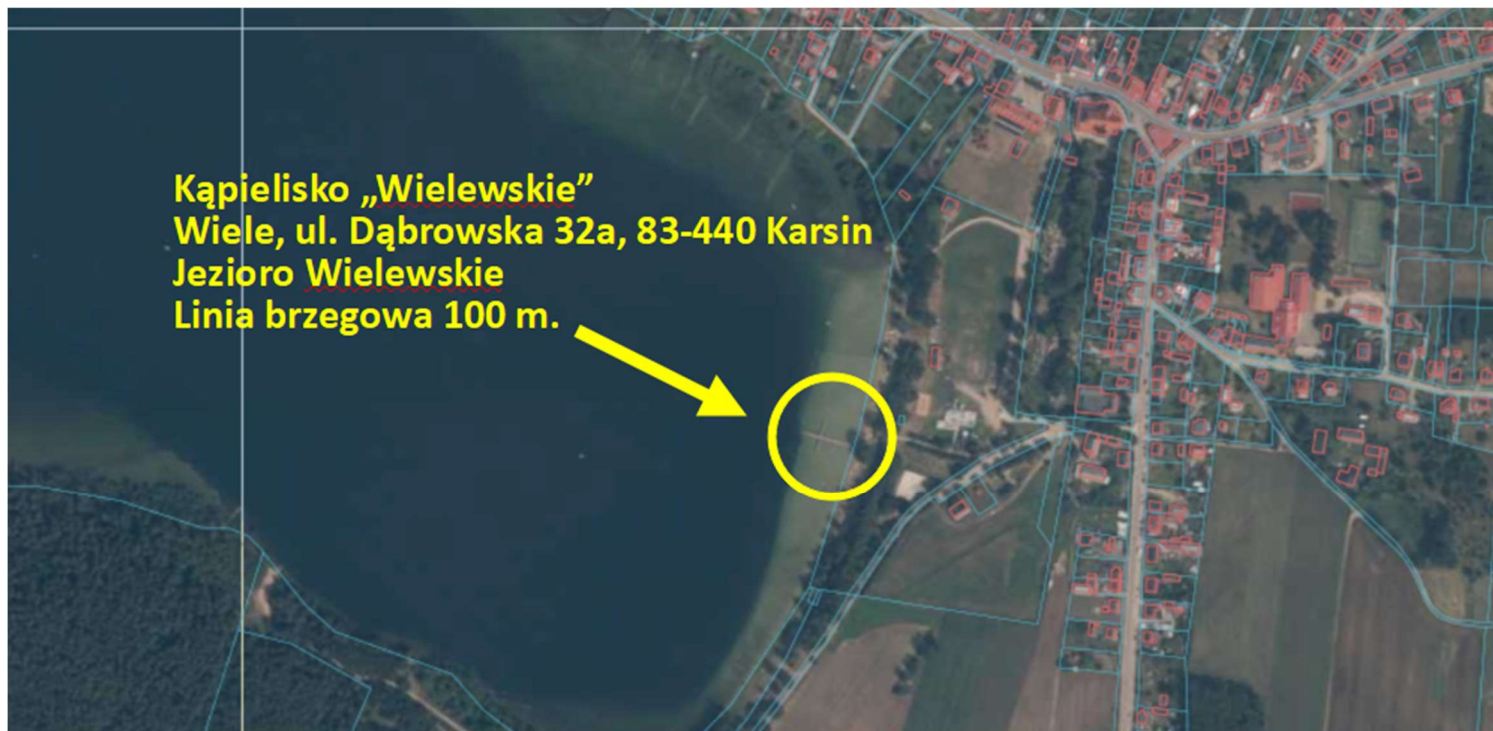 Kąpielisko „Wielewskie”
Wiele, ul. Dąbrowska 32a, 83-440 Karsin
Jezioro Wielewskie
Linia brzegowa 100 m.